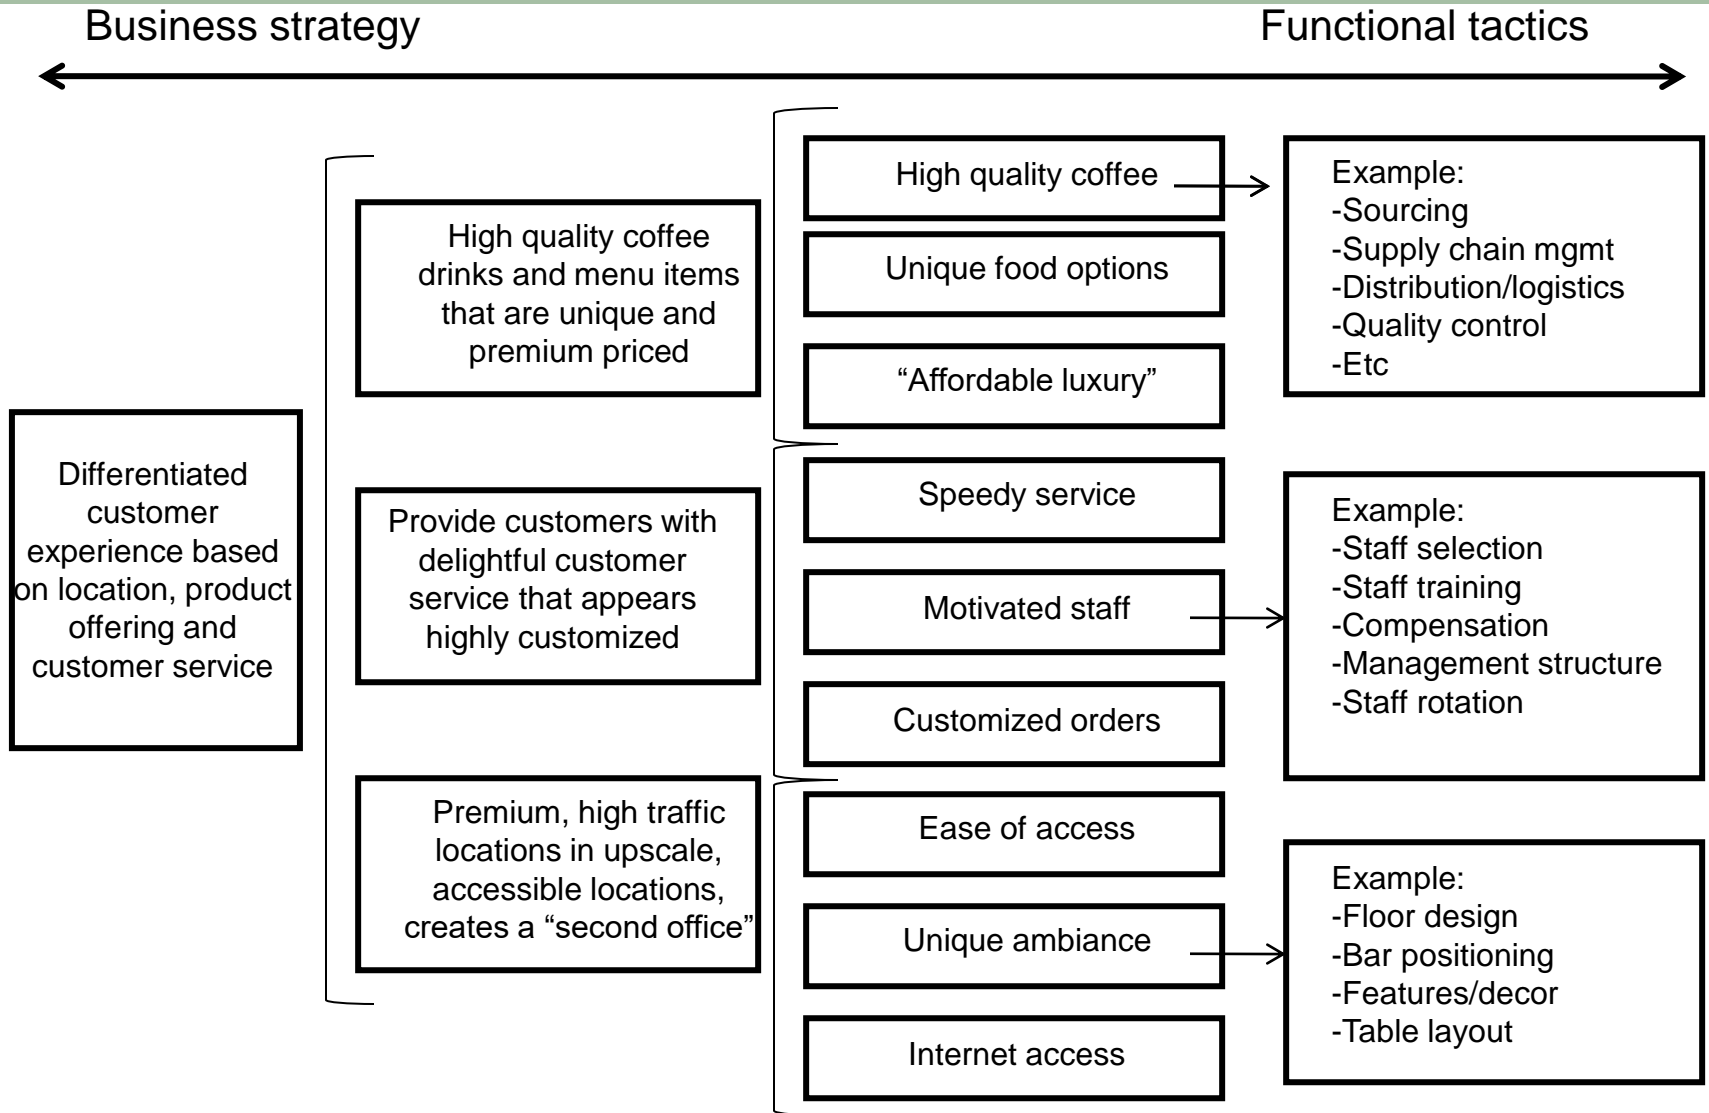 Business strategy
Functional tactics
Differentiated
customer
experience based
on location, product
offering and
customer service
High quality coffee
drinks and menu items
that are unique and
premium priced
Provide customers with
delightful customer
service that appears
highly customized
Premium, high traffic
locations in upscale,
accessible locations,
creates a “second office”
High quality coffee
Unique food options
“Affordable luxury”
Speedy service
Motivated staff
Customized orders
Ease of access
Unique ambiance
Internet access
Example:
-Sourcing
-Supply chain mgmt
-Distribution/logistics
-Quality control
-Etc
Example:
-Staff selection
-Staff training
-Compensation
-Management structure
-Staff rotation
Example:
-Floor design
-Bar positioning
-Features/decor
-Table layout